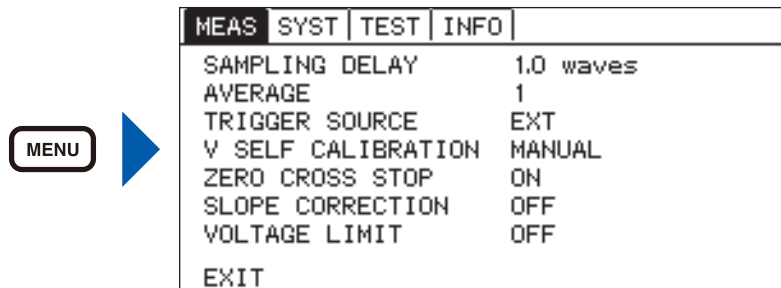 MENU
MEAS SYST TEST INFO
SAMPLING DELAY 1.0 waves
AVERAGE 1
TRIGGER SOURCE EXT
V SELF CALIBRATION MANUAL
ZERO CROSS STOP ON
SLOPE CORRECTION OFF
VOLTAGE LIMIT OFF
EXIT